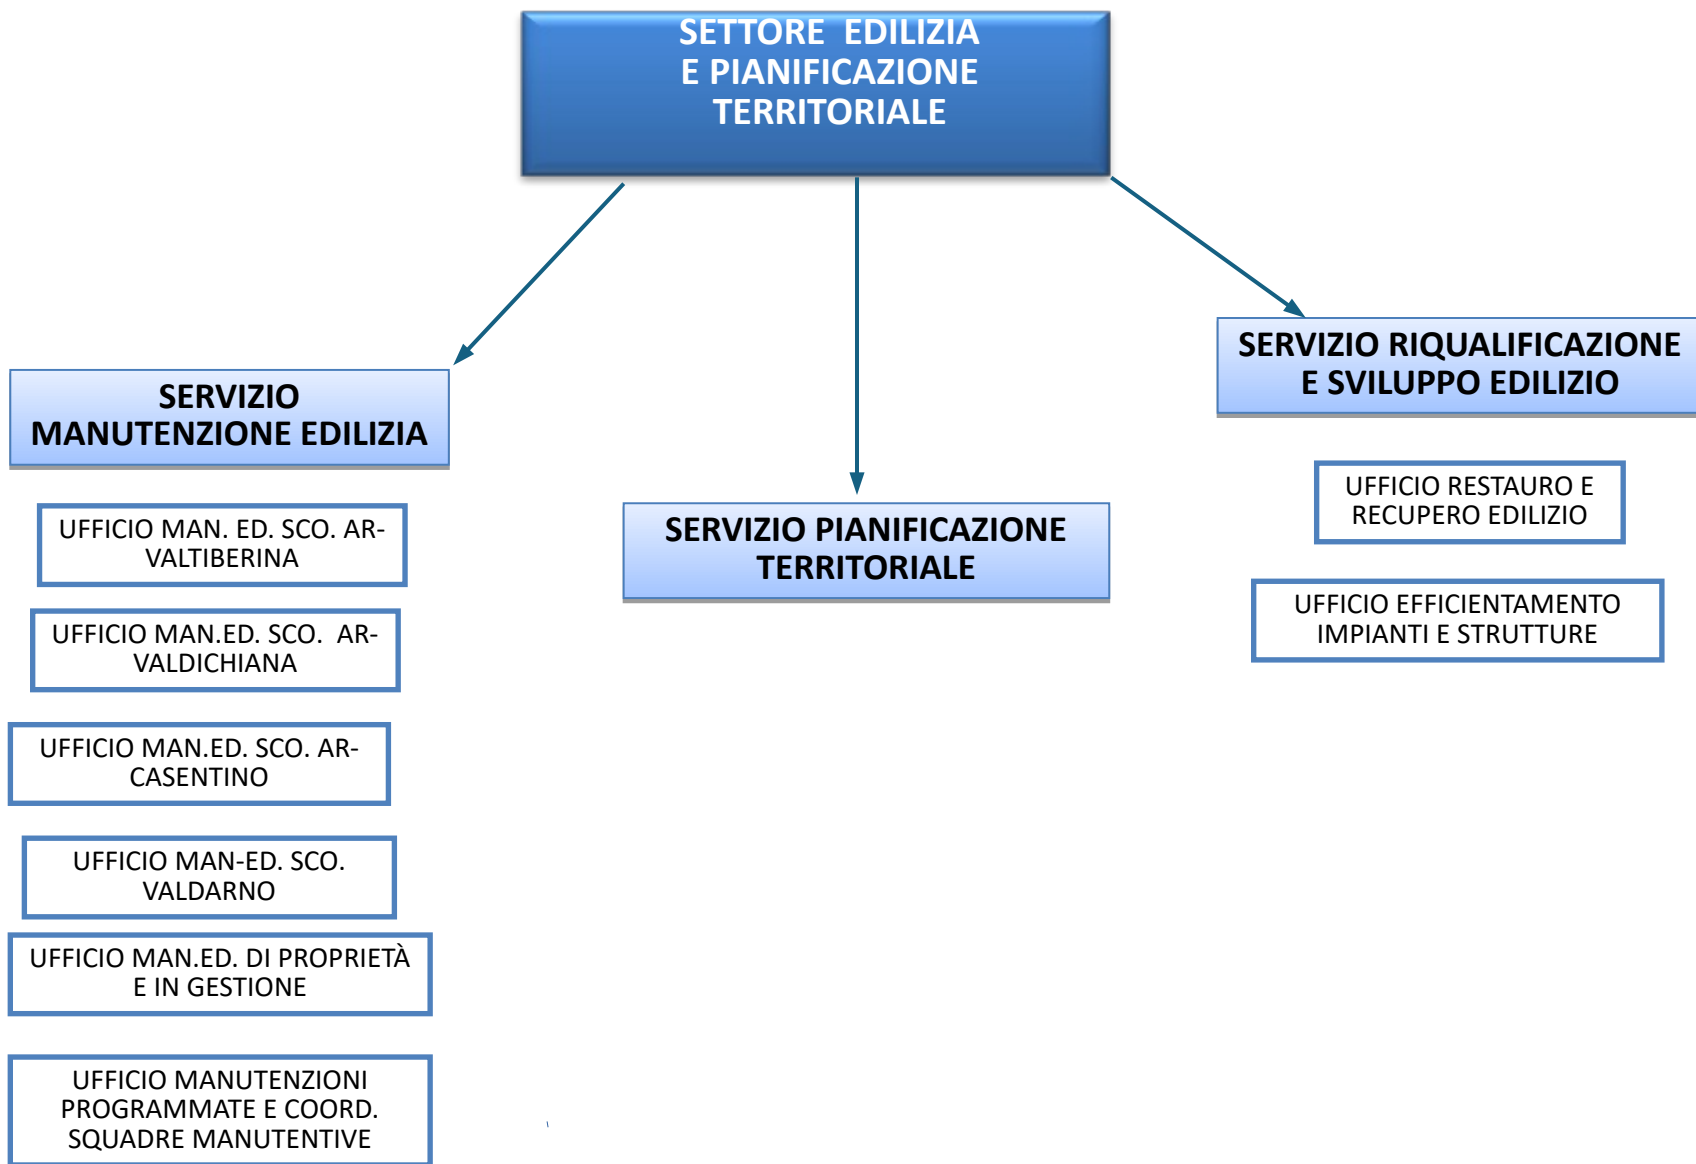 SETTORE EDILIZIA
E PIANIFICAZIONE
TERRITORIALE
SERVIZIO
MANUTENZIONE EDILIZIA
UFFICIO MAN. ED. SCO. AR-
VALTIBERINA
UFFICIO MAN.ED. SCO. AR-
VALDICHIANA
UFFICIO MAN.ED. SCO. AR-
CASENTINO
UFFICIO MAN-ED. SCO.
VALDARNO
UFFICIO MAN.ED. DI PROPRIETÀ
E IN GESTIONE
UFFICIO MANUTENZIONI
PROGRAMMATE E COORD.
SQUADRE MANUTENTIVE
SERVIZIO PIANIFICAZIONE
TERRITORIALE
SERVIZIO RIQUALIFICAZIONE
E SVILUPPO EDILIZIO
UFFICIO RESTAURO E
RECUPERO EDILIZIO
UFFICIO EFFICIENTAMENTO
IMPIANTI E STRUTTURE